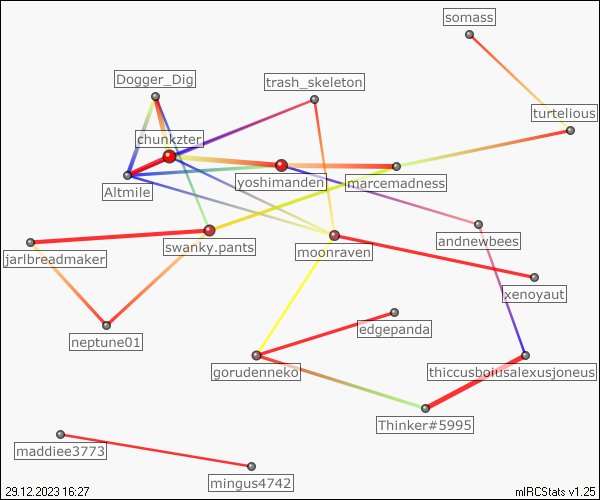 somass
Dogger_Dig
trash_skeleton
turtelious
chunkzter
yoshimanden
marcemadness
Altmile
swanky.pants
moonraven
andnewbees
jarlbreadmaker
xenoyaut
edgepanda
neptune01
gorudenneko
thiccusboiusalexusjoneus
Thinker#5995
maddiee3773
mingus4742
29.12.2023 16:27
mIRCStats v1.25